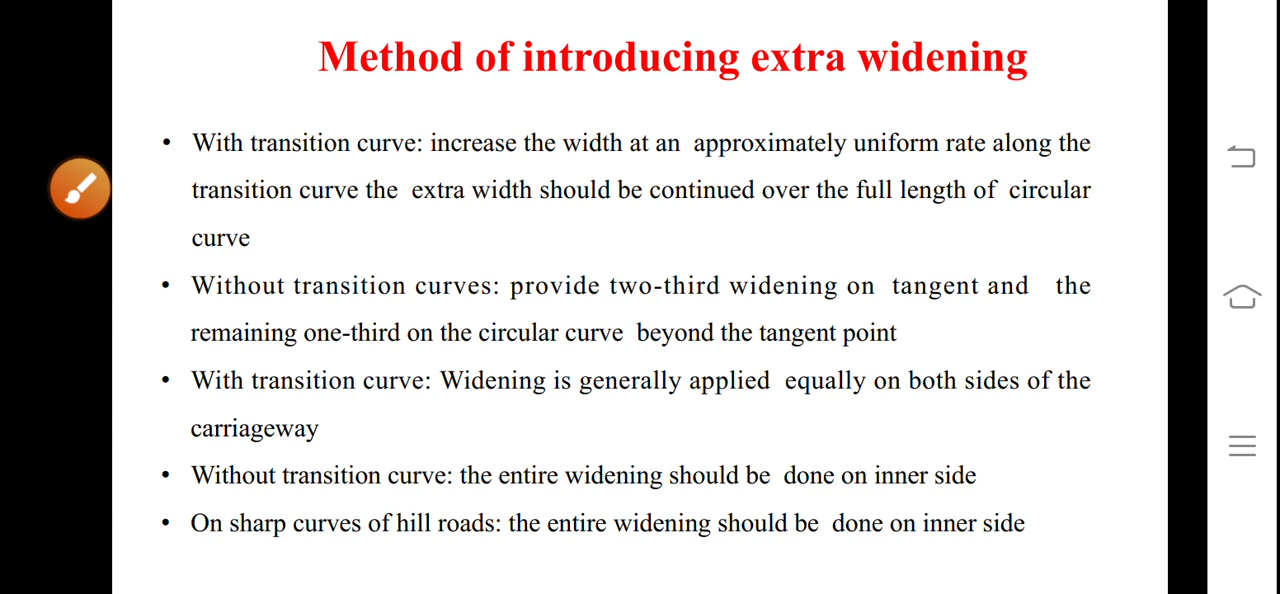 Method of introducing extra widening
• With transition curve: increase the width at an approximately uniform rate along the
transition curve the extra width should be continued over the full length of circular
curve
• Without transition curves: provide two-third widening on tangent and the
remaining one-third on the circular curve beyond the tangent point
• With transition curve: Widening is generally applied equally on both sides of the
carriageway
• Without transition curve: the entire widening should be done on inner side
• On sharp curves of hill roads: the entire widening should be done on inner side